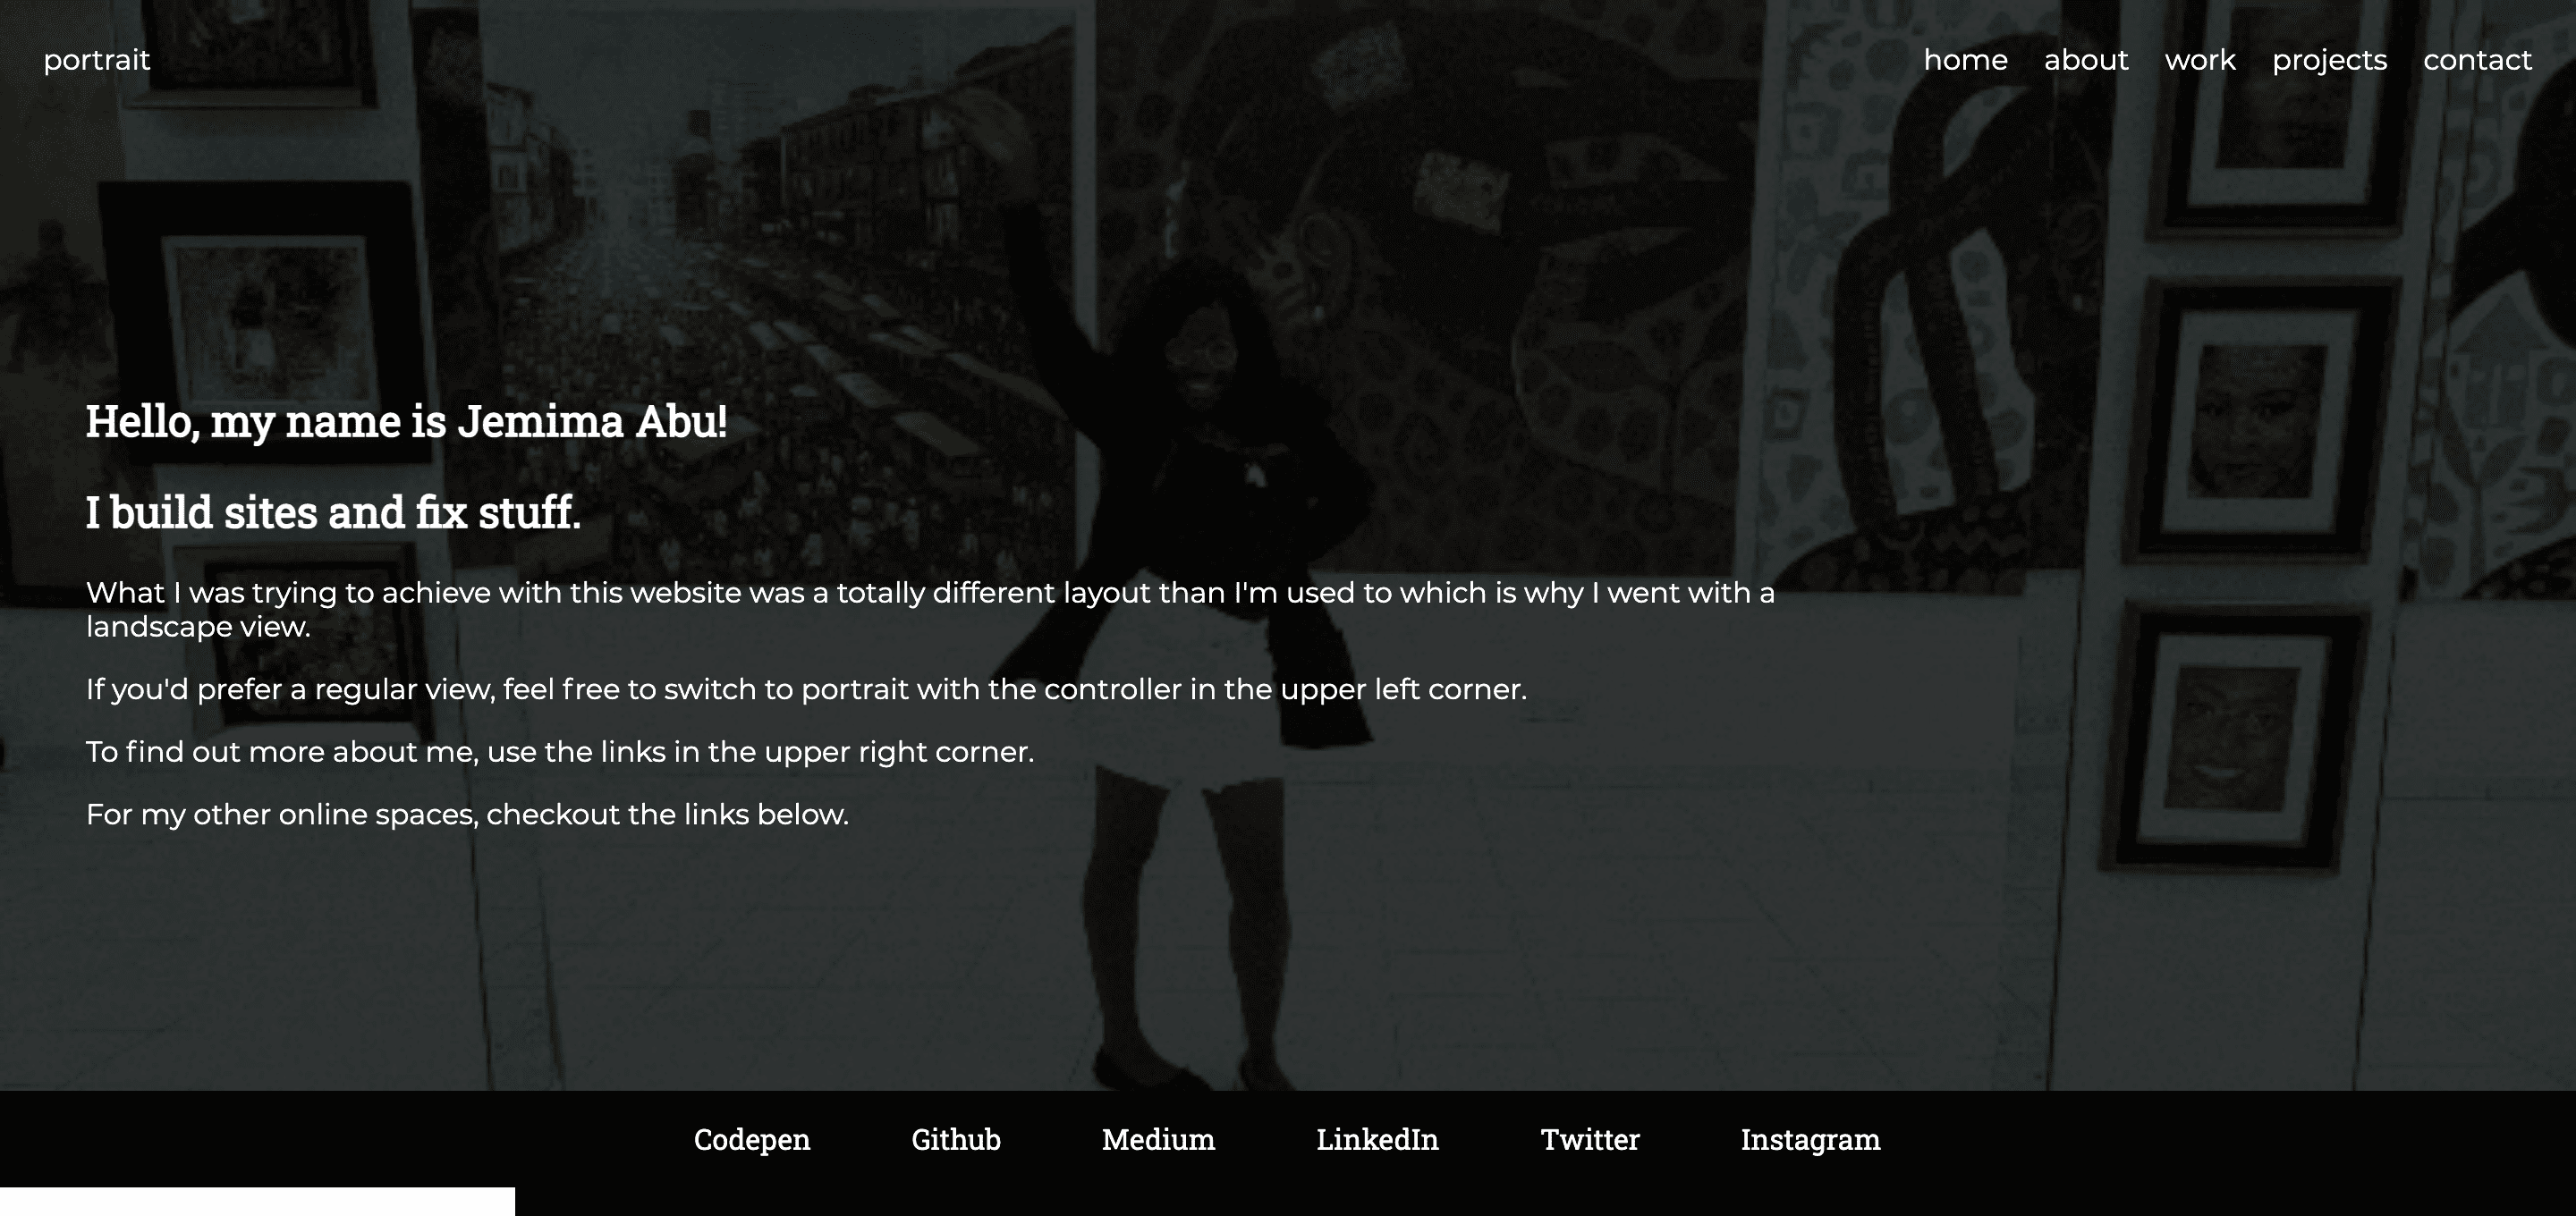 portrait
home about work projects contact
Hello, my name is Jemima Abu!
I build sites and fix stuff.
What I was trying to achieve with this website was a totally different layout than I'm used to which is why I went with a
landscape view.
If you'd prefer a regular view, feel free to switch to portrait with the controller in the upper left corner.
To find out more about me, use the links in the upper right corner.
For my other online spaces, checkout the links below.
Codepen Github Medium LinkedIn Twitter Instagram